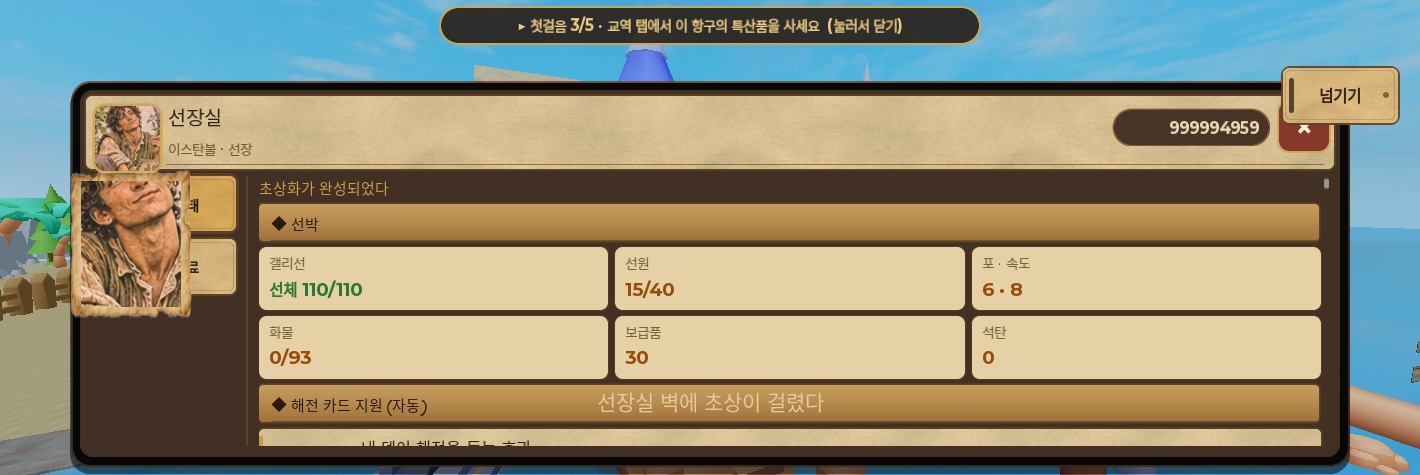 ▸ 첫걸음 3/5 · 교역 탭에서 이 항구의 특산품을 사세요 (눌러서 닫기)
넘기기
선장실
999994959
이스탄불 · 선장
태
료
초상화가 완성되었다
◆ 선박
갤리선
선체 110/110
선원
15/40
포 · 속도
6 · 8
화물
0/93
보급품
30
석탄
0
◆ 해전 카드 지원 (자동)
선장실 벽에 초상이 걸렸다